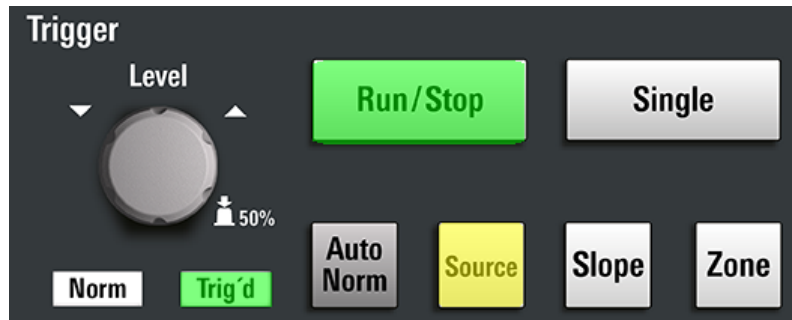 Trigger
Level
Run/Stop
Single
50%
Auto
Norm
Source
Slope
Zone
Norm
Trig´d